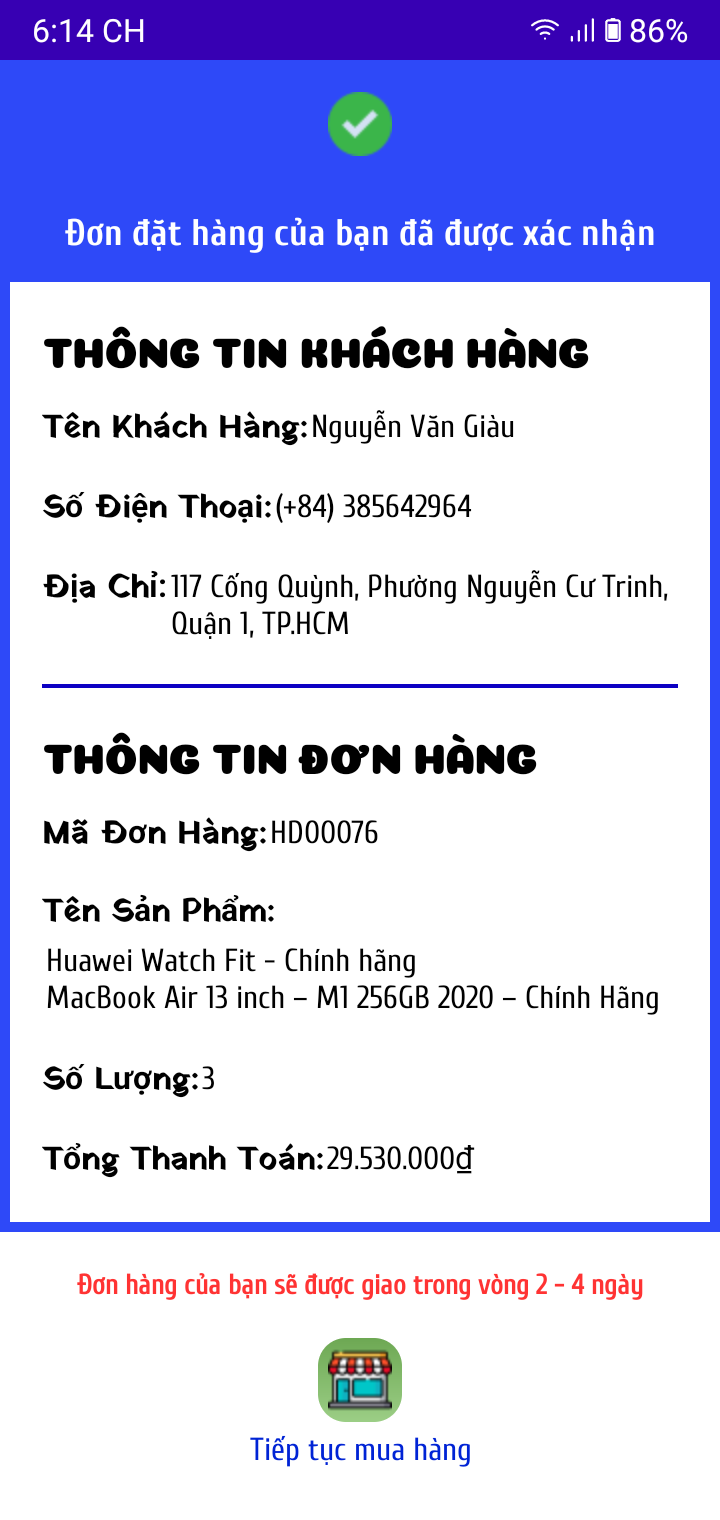 6:14 CH
86%
Đơn đặt hàng của bạn đã được xác nhận
THÔNG TIN KHÁCH HÀNG
Tên Khách Hàng: Nguyễn Văn Giàu
Số Điện Thoại: (+84) 385642964
Địa Chỉ: 117 Cống Quỳnh, Phường Nguyễn Cư Trinh,
Quận 1, TP.HCM
THÔNG TIN ĐƠN HÀNG
Mã Đơn Hàng: HD00076
Tên Sản Phẩm:
Huawei Watch Fit - Chính hãng
MacBook Air 13 inch – M1 256GB 2020 – Chính Hãng
Số Lượng: 3
Tổng Thanh Toán: 29.530.000₫
Đơn hàng của bạn sẽ được giao trong vòng 2 - 4 ngày
Tiếp tục mua hàng